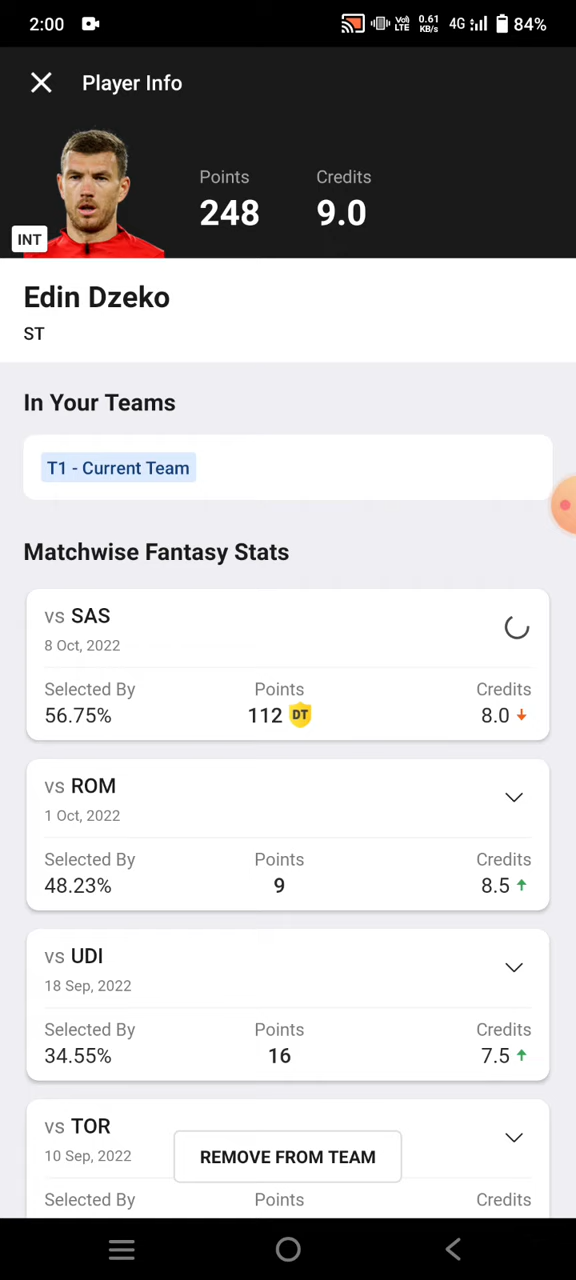 2:00 Vo) LTE 0.61 KB/s 4G 84%
Player Info
Points Credits
248 9.0
INT
Edin Dzeko
ST
In Your Teams
T1 - Current Team
Matchwise Fantasy Stats
vs SAS
8 Oct, 2022
Selected By Points Credits
56.75% 112 DT 8.0
vs ROM
1 Oct, 2022
Selected By Points Credits
48.23% 9 8.5
vs UDI
18 Sep, 2022
Selected By Points Credits
34.55% 16 7.5
vs TOR
10 Sep, 2022
REMOVE FROM TEAM
Selected By Points Credits